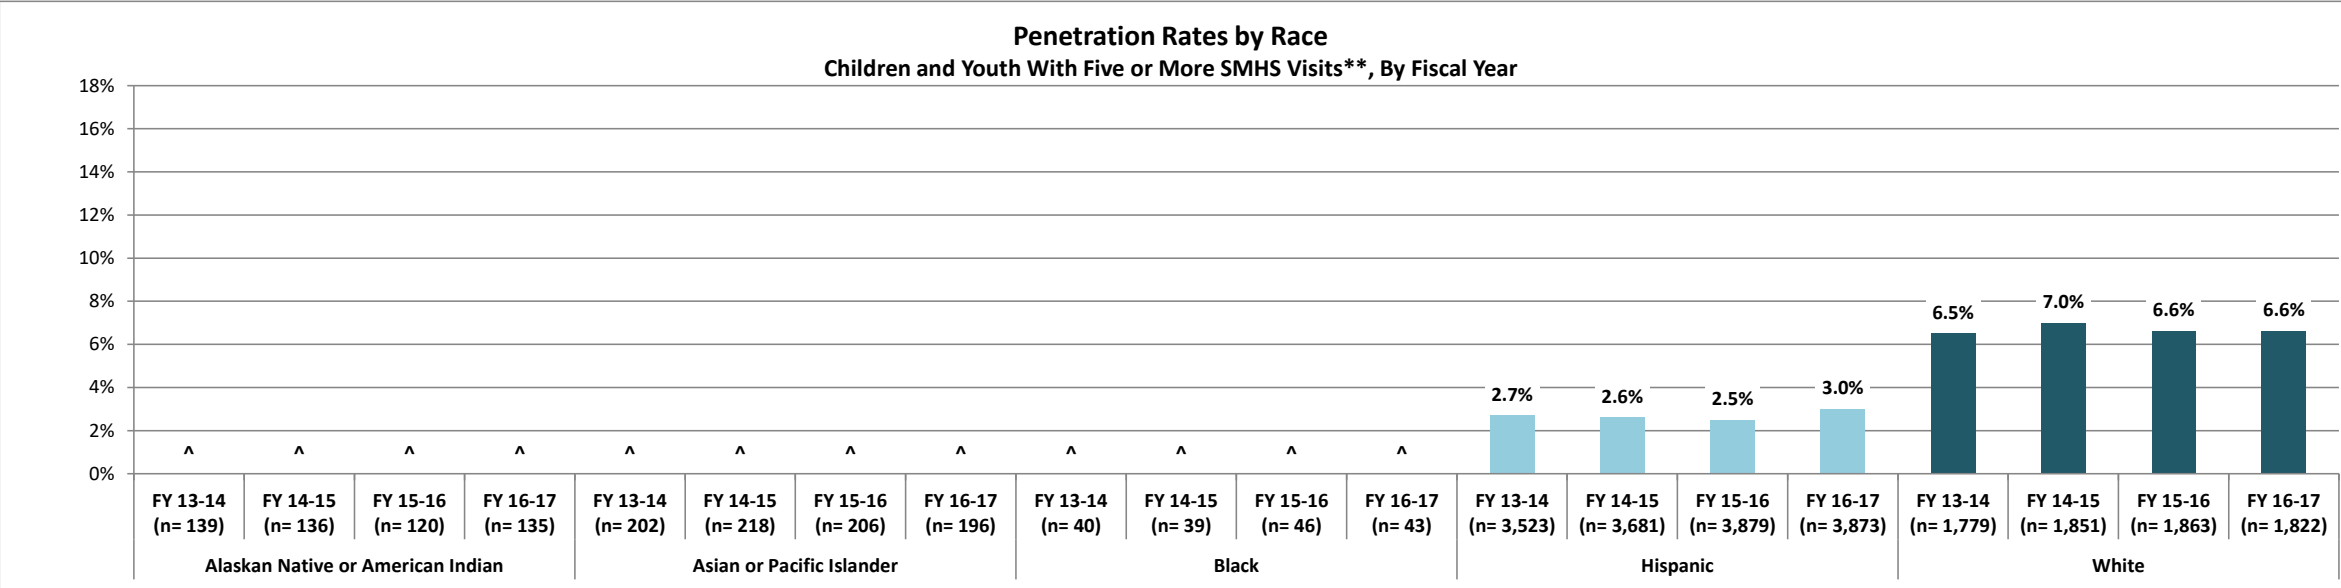 Penetration Rates by Race
Children and Youth With Five or More SMHS Visits**, By Fiscal Year
18%
16%
14%
12%
10%
8%
6%
4%
2%
0%
^ ^ ^ ^ ^ ^ ^ ^ ^ ^ ^ ^ 2.7% 2.6% 2.5% 3.0% 6.5% 7.0% 6.6% 6.6%
FY 13-14 FY 14-15 FY 15-16 FY 16-17 FY 13-14 FY 14-15 FY 15-16 FY 16-17 FY 13-14 FY 14-15 FY 15-16 FY 16-17 FY 13-14 FY 14-15 FY 15-16 FY 16-17 FY 13-14 FY 14-15 FY 15-16 FY 16-17
(n= 139) (n= 136) (n= 120) (n= 135) (n= 202) (n= 218) (n= 206) (n= 196) (n= 40) (n= 39) (n= 46) (n= 43) (n= 3,523) (n= 3,681) (n= 3,879) (n= 3,873) (n= 1,779) (n= 1,851) (n= 1,863) (n= 1,822)
Alaskan Native or American Indian Asian or Pacific Islander Black Hispanic White